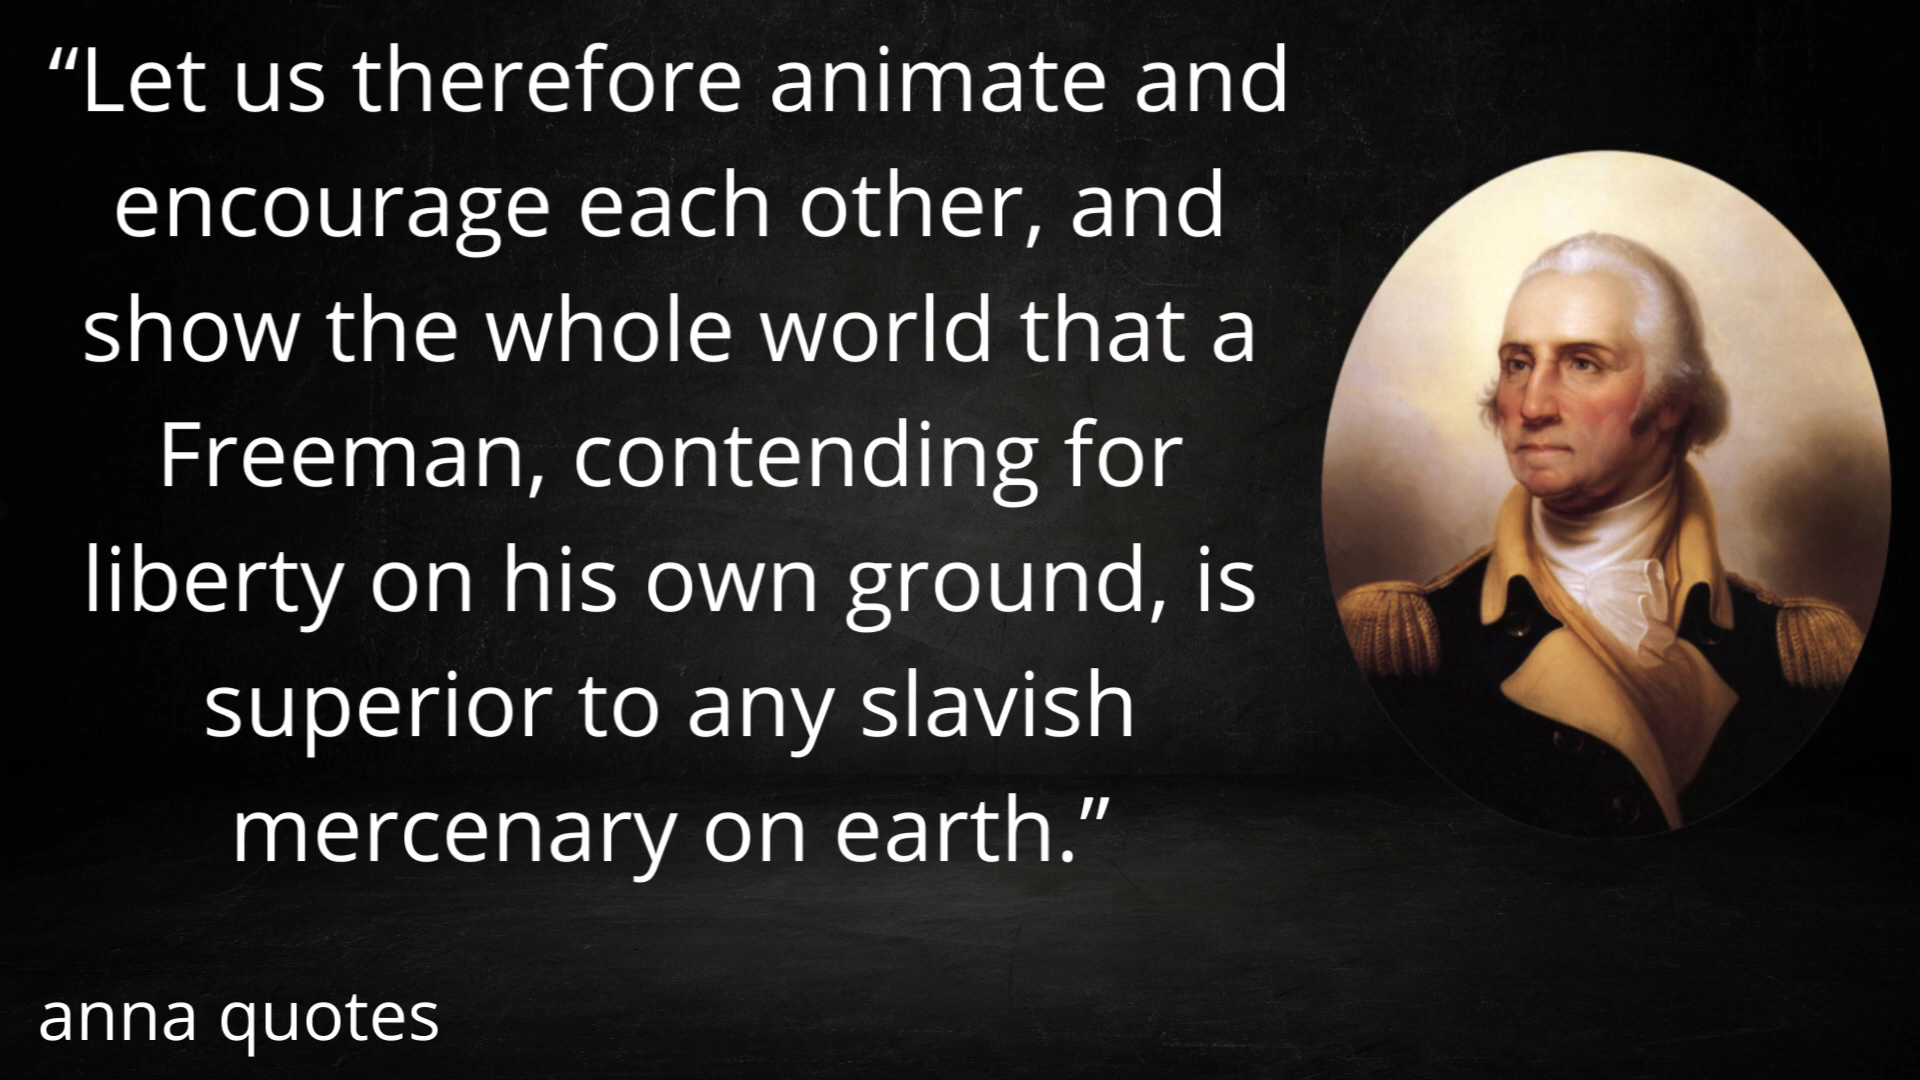 “Let us therefore animate and
encourage each other, and
show the whole world that a
Freeman, contending for
liberty on his own ground, is
superior to any slavish
mercenary on earth.”
anna quotes